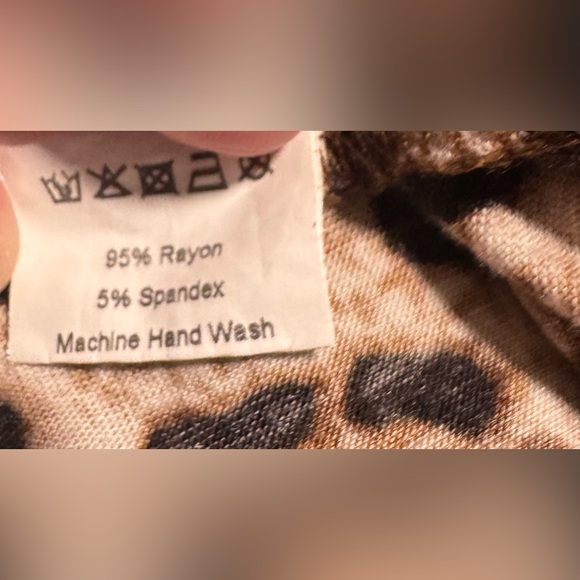 95% Rayon
5% Spandex
Machine Hand Wash